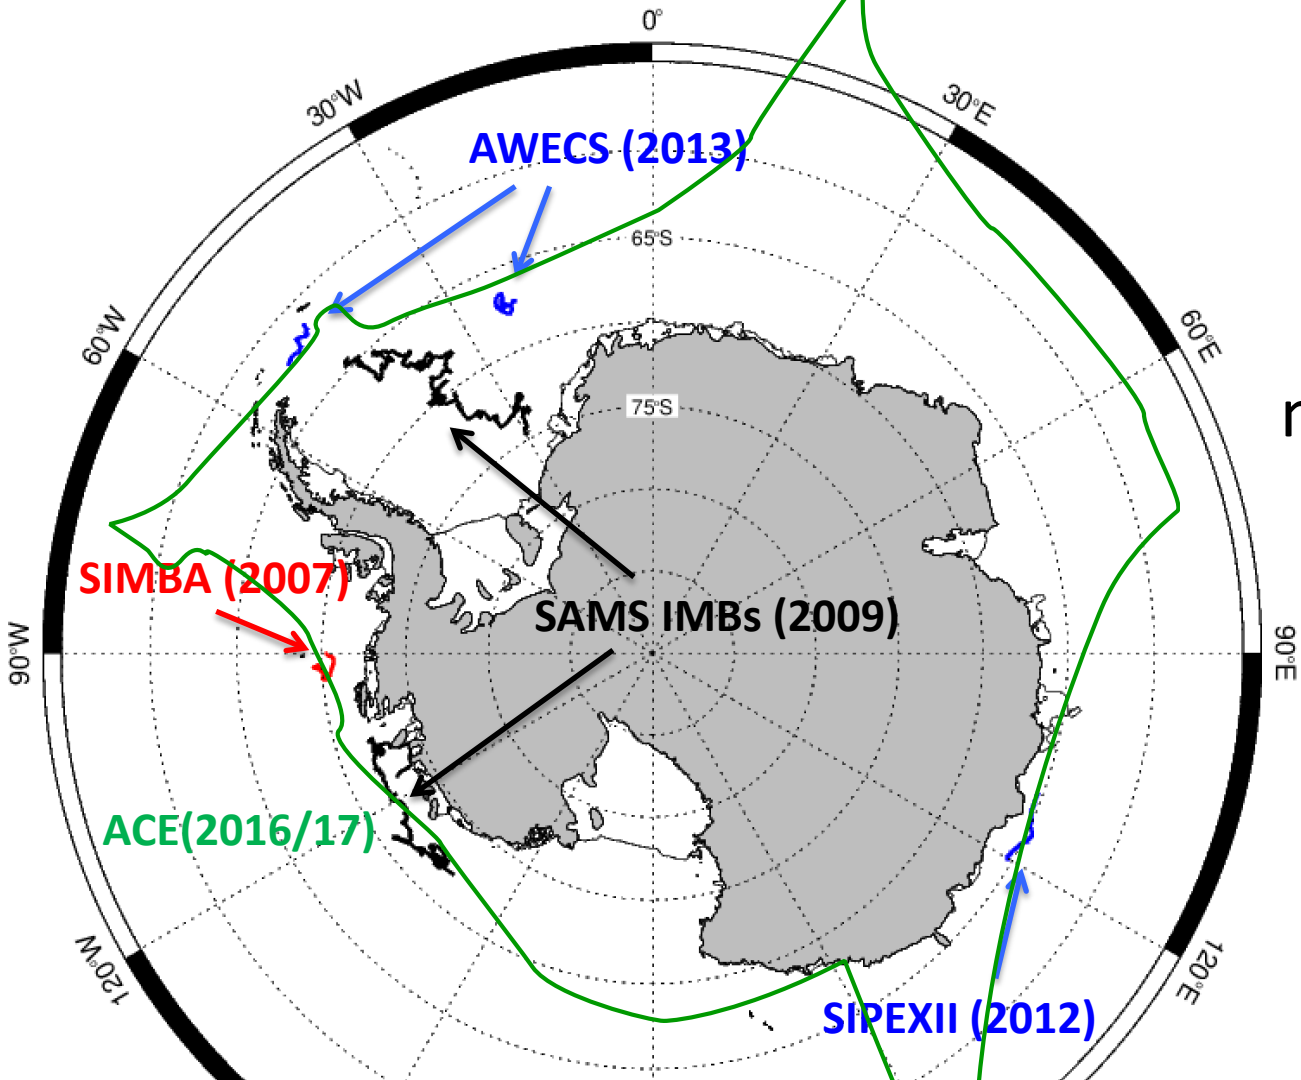 0°
30°W
30°E
AWECS (2013)
65°S
60°W
60°E
75°S
r
SIMBA (2007)
SAMS IMBs (2009)
90°W
90°E
ACE(2016/17)
120°W
120°E
SIPEXII (2012)